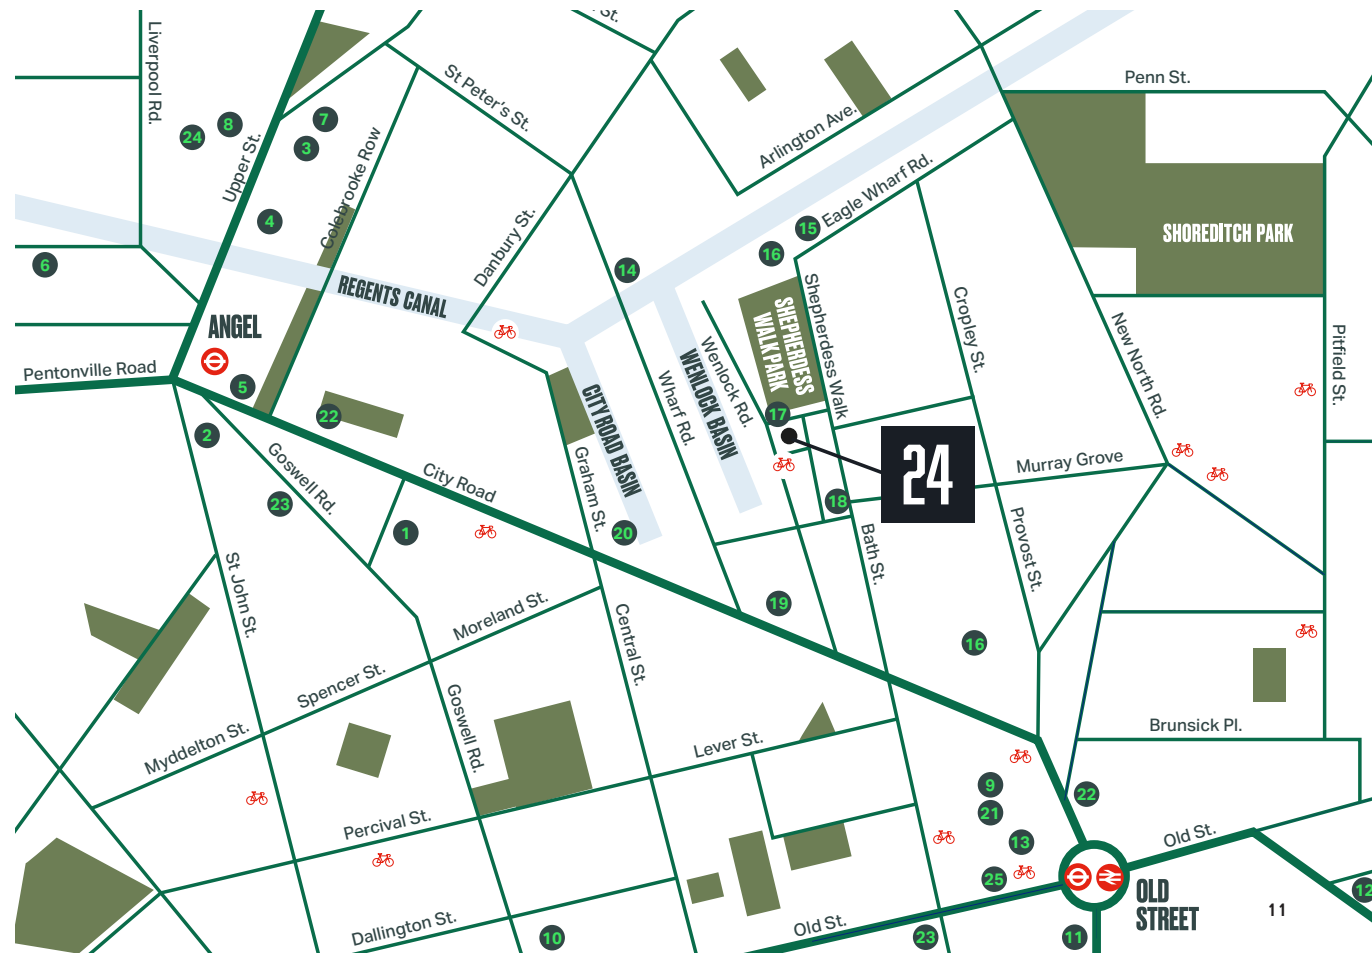 St.
Liverpool Rd.
St Peter's St.
Penn St.
7
8
24
3
Upper St.
Colebrooke Row
Arlington Ave.
Eagle Wharf Rd.
4
15
SHOREDITCH PARK
Danbury St.
16
6
14
REGENTS CANAL
Shepherdess Walk
Cropley St.
New North Rd.
Pitfield St.
ANGEL
SHEPHERDESS
WALK PARK
Wenlock Rd.
WENLOCK BASIN
Wharf Rd.
Pentonville Road
5
CITY ROAD BASIN
22
17
2
24
Goswell Rd.
City Road
Graham St.
Murray Grove
23
18
1
20
Bath St.
Provost St.
St John St.
Moreland St.
Central St.
19
16
Spencer St.
Goswell Rd.
Myddelton St.
Lever St.
Brunsick Pl.
9
22
21
Percival St.
13
Old St.
25
OLD
STREET
12
11
Dallington St.
Old St.
10
23
11